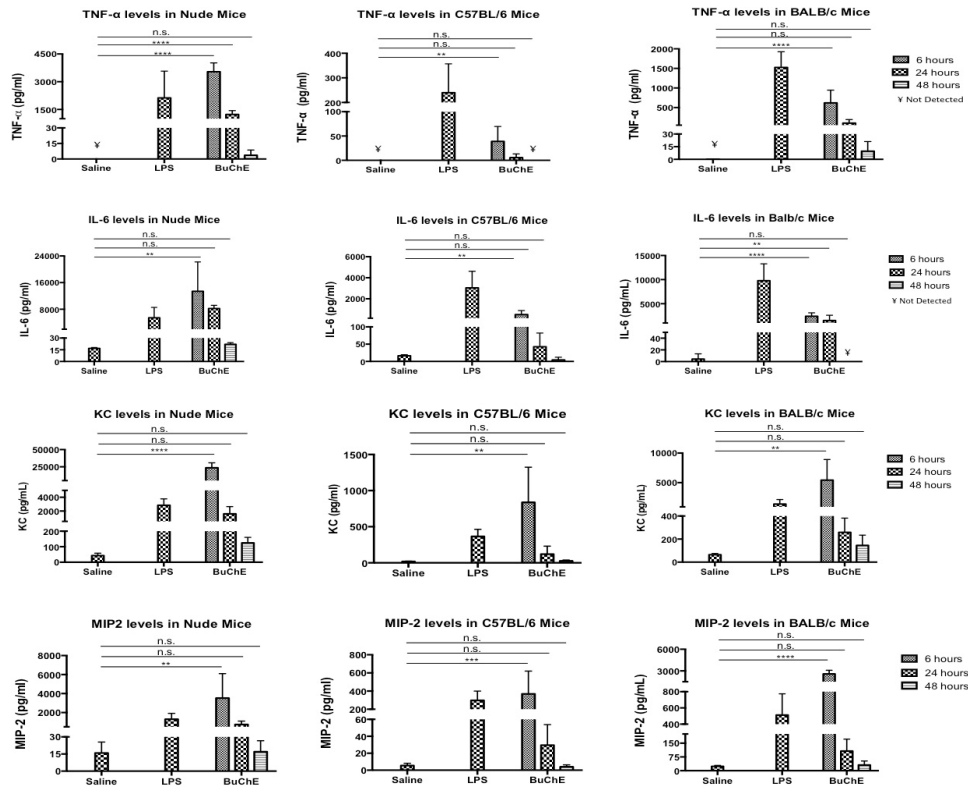 TNF-α levels in Nude Mice
n.s.
****
****
TNF-α (pg/ml)
4500
3000
1500
30
15
0
¥
Saline
LPS
BuChE
TNF-α levels in C57BL/6 Mice
n.s.
n.s.
**
TNF-α (pg/ml)
400
300
200
100
50
0
¥
¥
Saline
LPS
BuChE
TNF-α levels in BALB/c Mice
n.s.
n.s.
****
TNF-α (pg/ml)
2000
1500
1000
500
30
15
0
¥
Saline
LPS
BuChE
6 hours
24 hours
48 hours
¥ Not Detected
IL-6 levels in Nude Mice
n.s.
n.s.
**
IL-6 (pg/ml)
24000
16000
8000
30
15
0
Saline
LPS
BuChE
IL-6 levels in C57BL/6 Mice
n.s.
n.s.
**
IL-6 (pg/ml)
6000
4000
2000
0
100
50
0
Saline
LPS
BuChE
IL-6 levels in Balb/c Mice
n.s.
**
****
IL-6 (pg/mL)
15000
10000
5000
40
20
0
¥
Saline
LPS
BuChE
6 hours
24 hours
48 hours
¥ Not Detected
KC levels in Nude Mice
n.s.
n.s.
****
KC (pg/mL)
50000
25000
4000
2000
200
100
0
Saline
LPS
BuChE
KC levels in C57BL/6 Mice
n.s.
n.s.
**
KC (pg/ml)
1500
1000
500
0
Saline
LPS
BuChE
KC levels in BALB/c Mice
n.s.
n.s.
**
KC (pg/mL)
10000
5000
400
200
0
Saline
LPS
BuChE
6 hours
24 hours
48 hours
MIP2 levels in Nude Mice
n.s.
n.s.
**
MIP-2 (pg/ml)
8000
6000
4000
2000
30
15
0
Saline
LPS
BuChE
MIP-2 levels in C57BL/6 Mice
n.s.
n.s.
***
MIP-2 (pg/ml)
800
600
400
200
60
40
20
0
Saline
LPS
BuChE
MIP-2 levels in BALB/c Mice
n.s.
n.s.
****
MIP-2 (pg/mL)
6000
3000
800
600
400
150
75
0
Saline
LPS
BuChE
6 hours
24 hours
48 hours